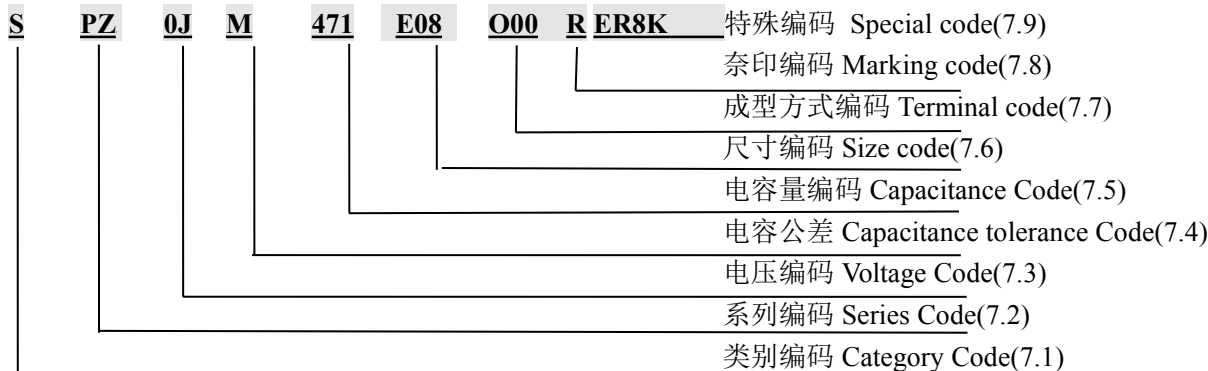 S PZ 0J M 471 E08 O00 R ER8K 特殊编码 Special code(7.9)
奈印编码 Marking code(7.8)
成型方式编码 Terminal code(7.7)
尺寸编码 Size code(7.6)
电容量编码 Capacitance Code(7.5)
电容公差 Capacitance tolerance Code(7.4)
电压编码 Voltage Code(7.3)
系列编码 Series Code(7.2)
类别编码 Category Code(7.1)